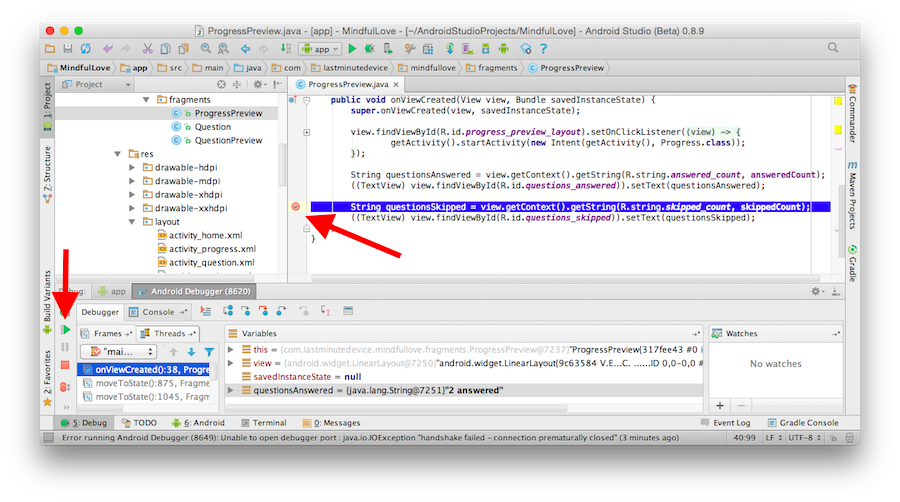 ProgressPreview.java - [app] - MindfulLove - [~/AndroidStudioProjects/MindfulLove] - Android Studio (Beta) 0.8.9
app
MindfulLove app src main java com lastminutedevice mindfullove fragments ProgressPreview
1: Project
Z: Structure
Build Variants
2: Favorites
Project
fragments
ProgressPreview
Question
QuestionPreview
res
drawable-hdpi
drawable-mdpi
drawable-xhdpi
drawable-xxhdpi
layout
activity_home.xml
activity_progress.xml
activity_question.xml
ProgressPreview.java
public void onViewCreated(View view, Bundle savedInstanceState) {
super.onViewCreated(view, savedInstanceState);
view.findViewById(R.id.progress_preview_layout).setOnClickListener((view) -> {
getActivity().startActivity(new Intent(getActivity(), Progress.class));
});
String questionsAnswered = view.getContext().getString(R.string.answered_count, answeredCount);
((TextView) view.findViewById(R.id.questions_answered)).setText(questionsAnswered);
String questionsSkipped = view.getContext().getString(R.string.skipped_count, skippedCount);
((TextView) view.findViewById(R.id.questions_skipped)).setText(questionsSkipped);
}
Commander
Maven Projects
Gradle
app Android Debugger (8620)
Debugger Console
Frames Threads
"mai...
onViewCreated():38, Progre
moveToState():875, Fragme
moveToState():1045, Fragm
Variables
this = {com.lastminutedevice.mindfullove.fragments.ProgressPreview@7237}"ProgressPreview{317fee43 #0 i
view = {android.widget.LinearLayout@7250}"android.widget.LinearLayout{9c63584 V.E...C. ......ID 0,0-0,0 #
savedInstanceState = null
questionsAnswered = {java.lang.String@7251}"2 answered"
Watches
No watches
5: Debug TODO 6: Android Terminal 0: Messages Event Log Gradle Console
Error running Android Debugger (8649): Unable to open debugger port : java.io.IOException "handshake failed - connection prematurally closed" (3 minutes ago) 40:99 LF UTF-8